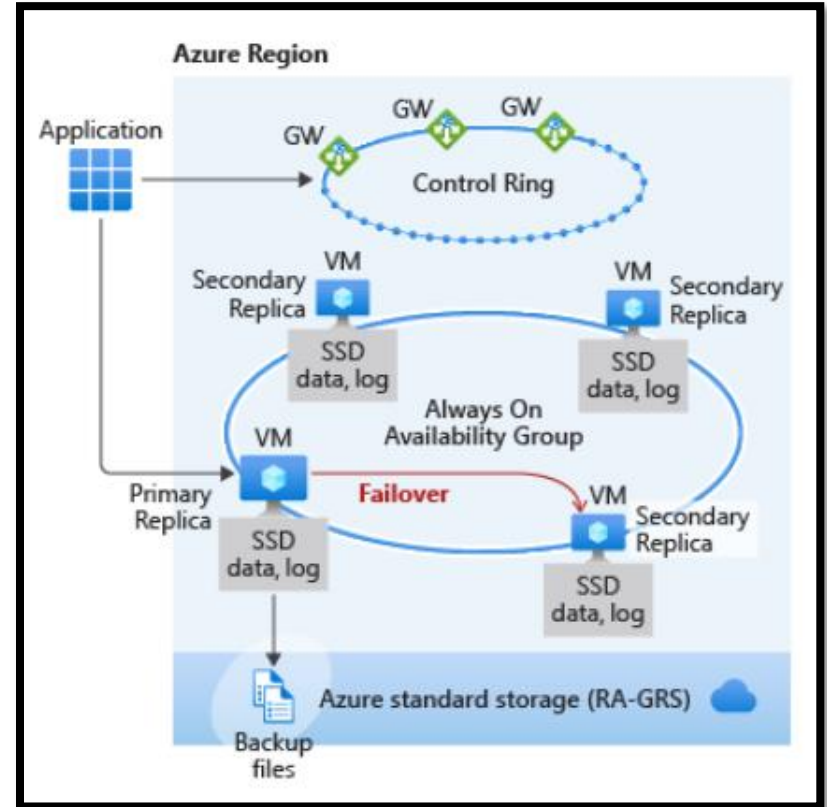 Azure Region
Application
GW
GW
GW
Control Ring
VM
Secondary
Replica
SSD
data, log
VM
Secondary
Replica
SSD
data, log
Always On
Availability Group
VM
Primary
Replica
SSD
data, log
Failover
VM
Secondary
Replica
SSD
data, log
Azure standard storage (RA-GRS)
Backup
files